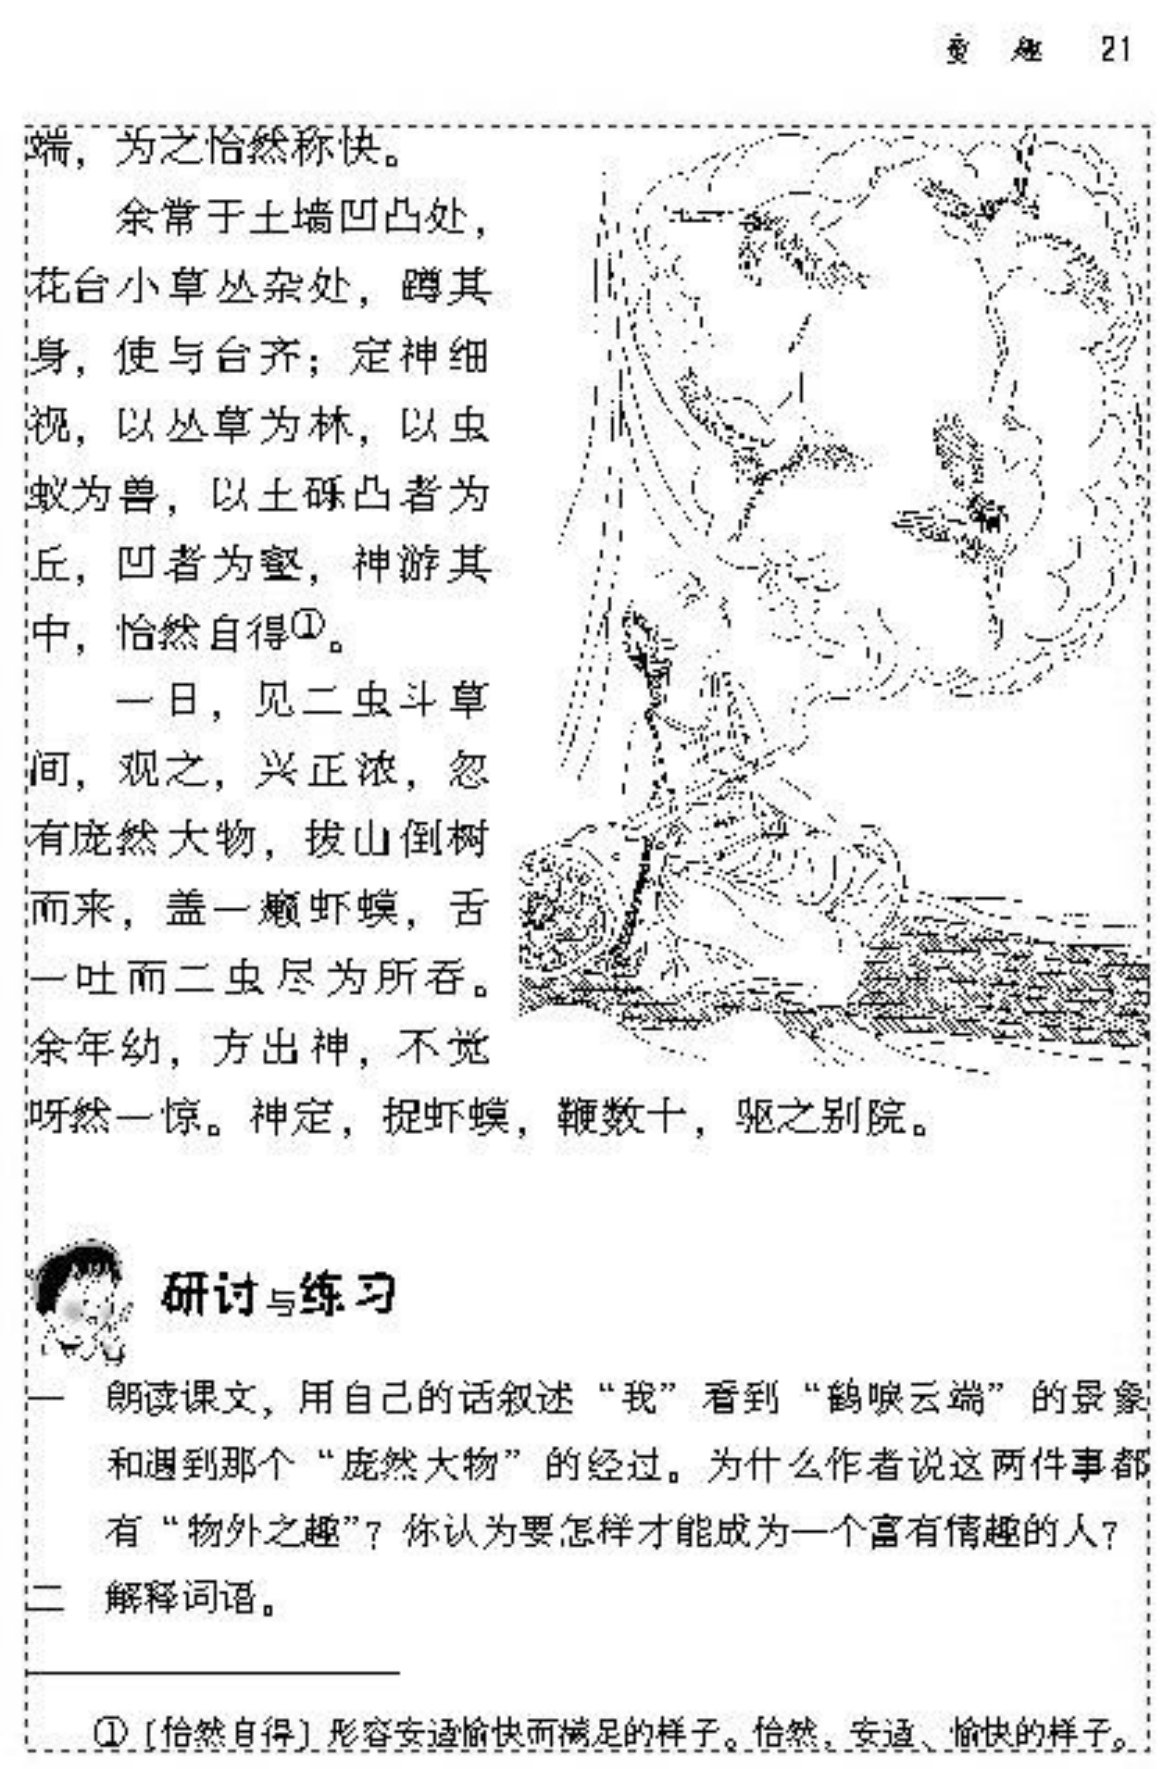 童 趣 21
端，为之怡然称快。
余常于土墙凹凸处，
花台小草丛杂处，蹲其
身，使与台齐；定神细
视，以丛草为林，以虫
蚁为兽，以土砾凸者为
丘，凹者为壑，神游其
中，怡然自得①。
一日，见二虫斗草
间，观之，兴正浓，忽
有庞然大物，拔山倒树
而来，盖一癞虾蟆，舌
一吐而二虫尽为所吞。
余年幼，方出神，不觉
呀然一惊。神定，捉虾蟆，鞭数十，驱之别院。
研讨与练习
一 朗读课文，用自己的话叙述“我”看到“鹤唳云端”的景象
和遇到那个“庞然大物”的经过。为什么作者说这两件事都
有“物外之趣”？你认为要怎样才能成为一个富有情趣的人？
二 解释词语。
①〔怡然自得〕形容安适愉快而满足的样子。怡然，安适、愉快的样子。